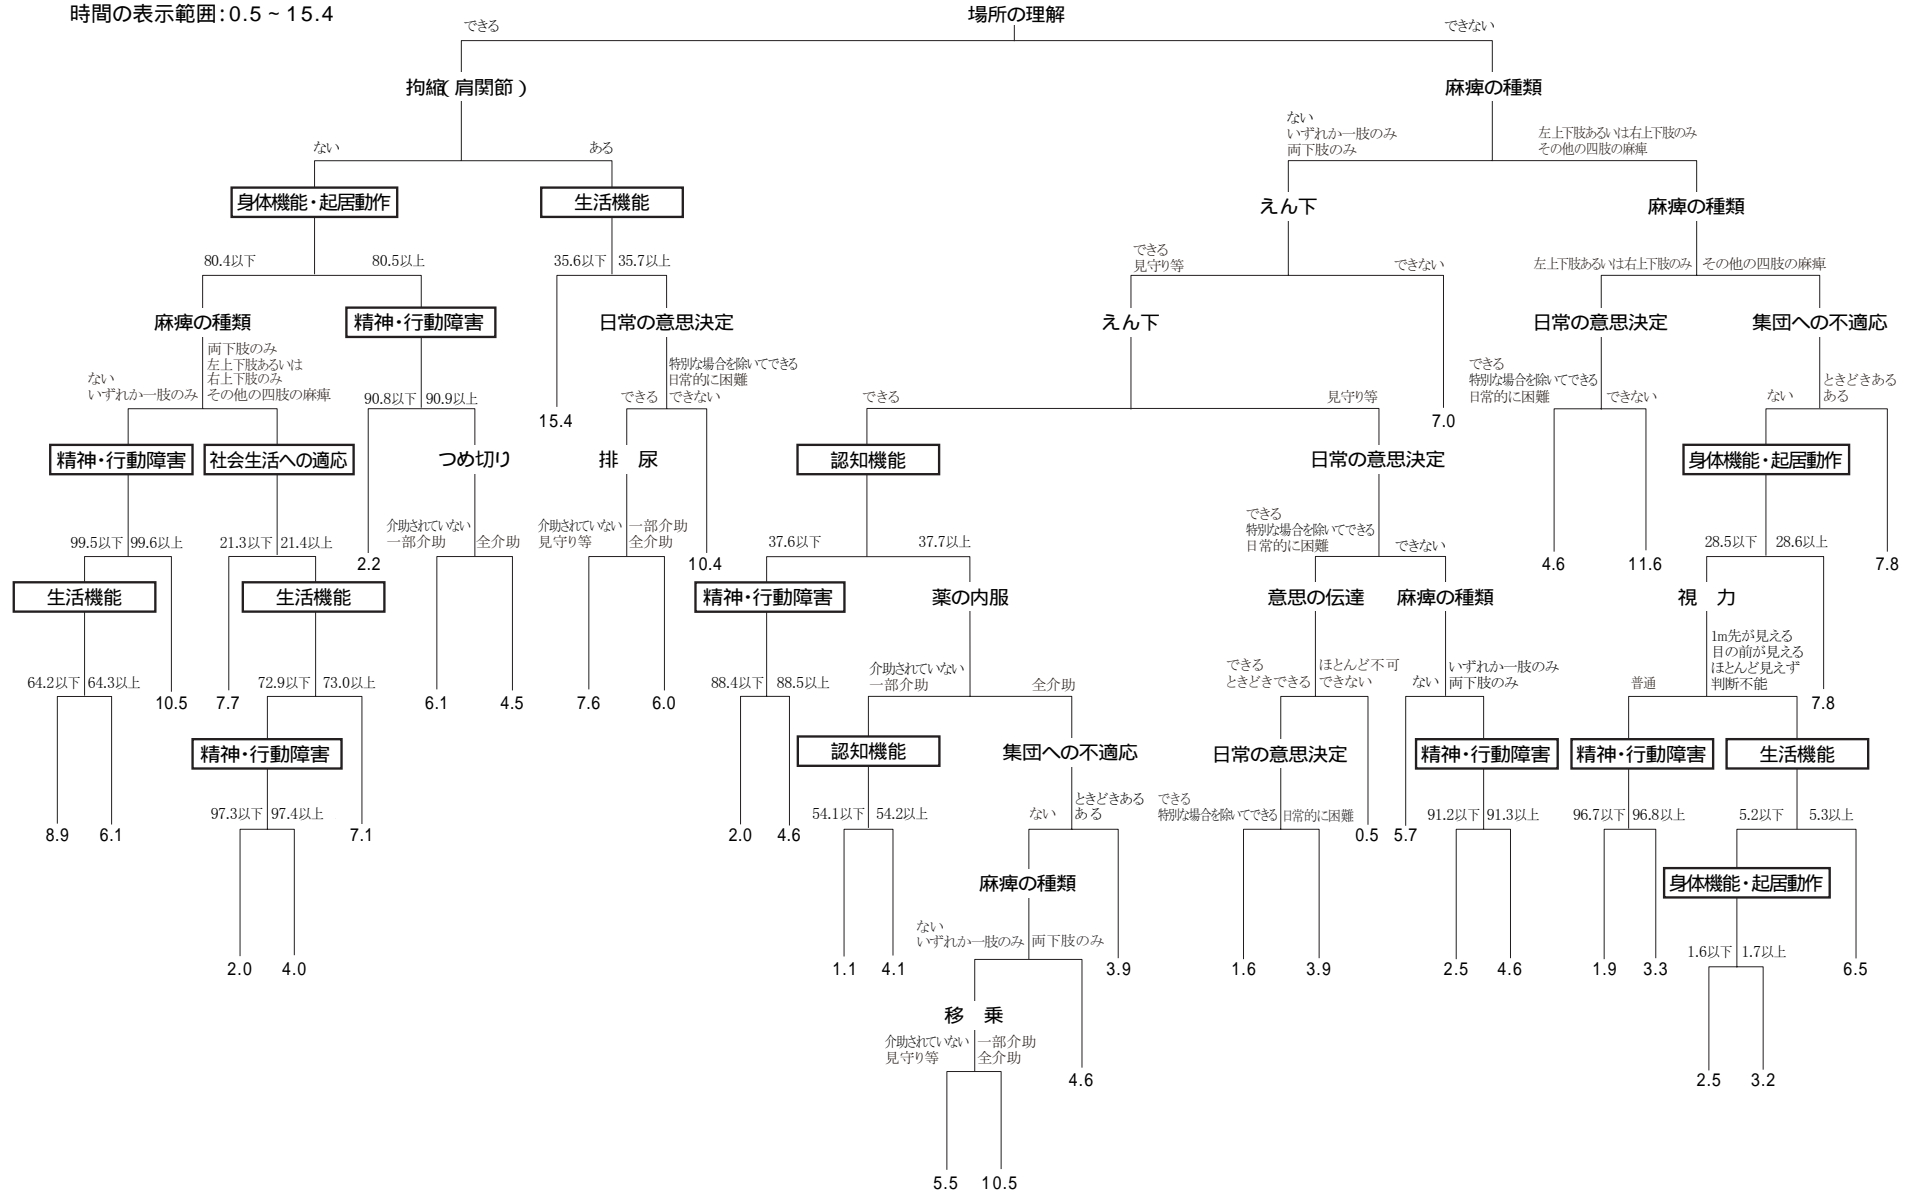 時間の表示範囲:0.5~15.4
場所の理解
できる
できない
拘縮(肩関節)
麻痺の種類
ない
ある
ない
いずれか一肢のみ
両下肢のみ
左上下肢あるいは右上下肢のみ
その他の四肢の麻痺
身体機能・起居動作
生活機能
えん下
麻痺の種類
80.4以下
80.5以上
35.6以下
35.7以上
できる
見守り等
できない
左上下肢あるいは右上下肢のみ
その他の四肢の麻痺
麻痺の種類
精神・行動障害
日常の意思決定
えん下
日常の意思決定
集団への不適応
ない
いずれか一肢のみ
両下肢のみ
左上下肢あるいは
右上下肢のみ
その他の四肢の麻痺
90.8以下
90.9以上
15.4
できる
特別な場合を除いてできる
日常的に困難
できない
できる
見守り等
7.0
できる
特別な場合を除いてできる
日常的に困難
できない
ない
ときどきある
ある
精神・行動障害
社会生活への適応
つめ切り
排 尿
認知機能
日常の意思決定
身体機能・起居動作
99.5以下
99.6以上
21.3以下
21.4以上
2.2
介助されていない
一部介助
全介助
介助されていない
見守り等
一部介助
全介助
10.4
37.6以下
37.7以上
できる
特別な場合を除いてできる
日常的に困難
できない
4.6
11.6
28.5以下
28.6以上
7.8
生活機能
生活機能
精神・行動障害
薬の内服
意思の伝達
麻痺の種類
視 力
64.2以下
64.3以上
10.5
7.7
72.9以下
73.0以上
6.1
4.5
7.6
6.0
88.4以下
88.5以上
介助されていない
一部介助
全介助
できる
ときどきできる
ほとんど不可
できない
ない
いずれか一肢のみ
両下肢のみ
普通
1m先が見える
目の前が見える
ほとんど見えず
判断不能
7.8
精神・行動障害
認知機能
集団への不適応
日常の意思決定
精神・行動障害
精神・行動障害
生活機能
8.9
6.1
97.3以下
97.4以上
7.1
2.0
4.6
54.1以下
54.2以上
ない
ときどきある
ある
できる
特別な場合を除いてできる
日常的に困難
0.5
5.7
91.2以下
91.3以上
96.7以下
96.8以上
5.2以下
5.3以上
麻痺の種類
身体機能・起居動作
2.0
4.0
1.1
4.1
ない
いずれか一肢のみ
両下肢のみ
3.9
1.6
3.9
2.5
4.6
1.9
3.3
1.6以下
1.7以上
6.5
移 乗
介助されていない
見守り等
一部介助
全介助
4.6
2.5
3.2
5.5
10.5